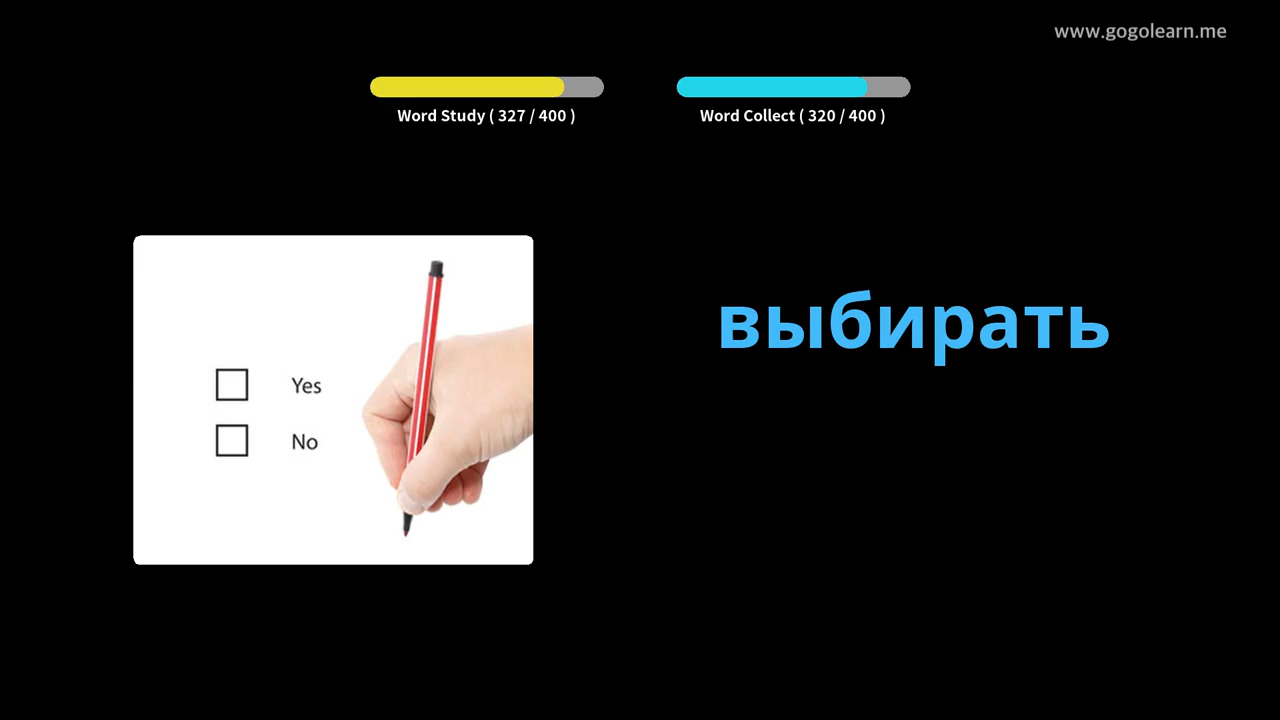 www.gogolearn.me
Word Study ( 327 / 400 )
Word Collect ( 320 / 400 )
выбирать
Yes
No